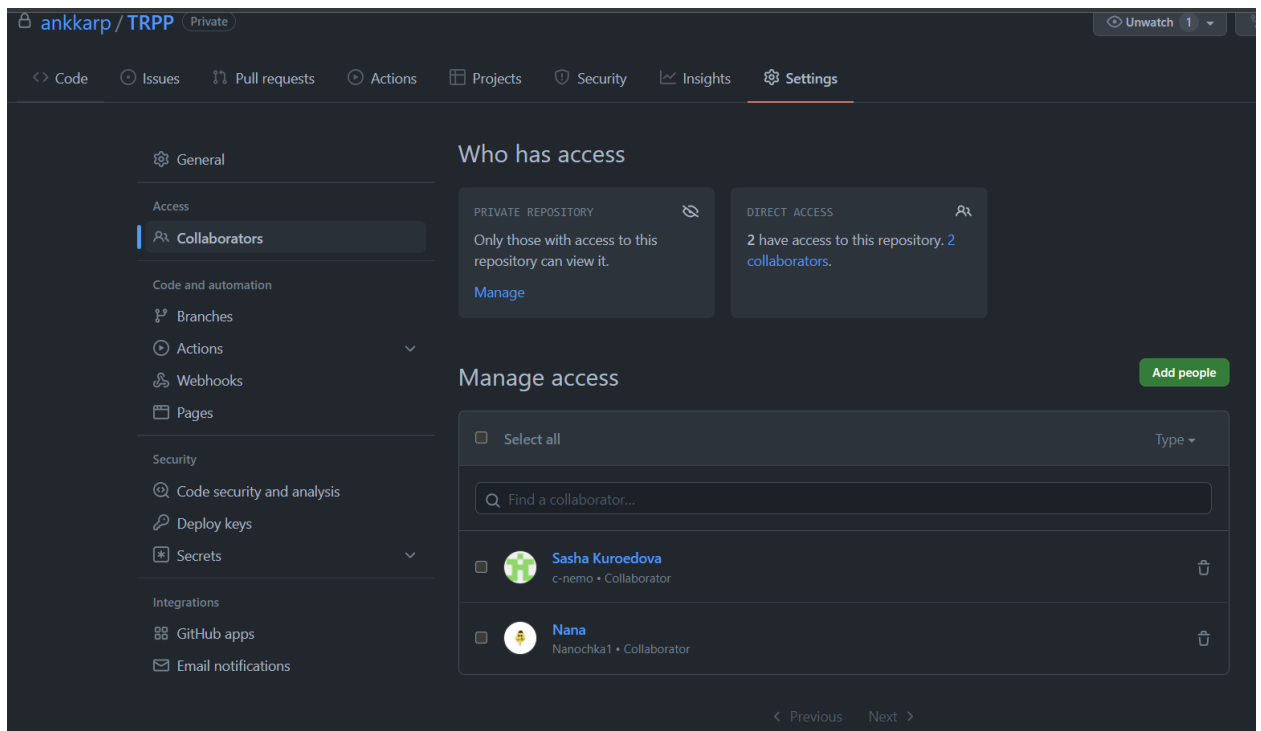 ankkarp / TRPP Private
Unwatch 1
Code Issues Pull requests Actions Projects Security Insights Settings
General
Access
Collaborators
Code and automation
Branches
Actions
Webhooks
Pages
Security
Code security and analysis
Deploy keys
Secrets
Integrations
GitHub apps
Email notifications
Who has access
PRIVATE REPOSITORY
Only those with access to this
repository can view it.
Manage
DIRECT ACCESS
2 have access to this repository. 2
collaborators.
Manage access
Add people
Select all
Type
Find a collaborator...
Sasha Kuroedova
c-nemo • Collaborator
Nana
Nanochka1 • Collaborator
Previous Next